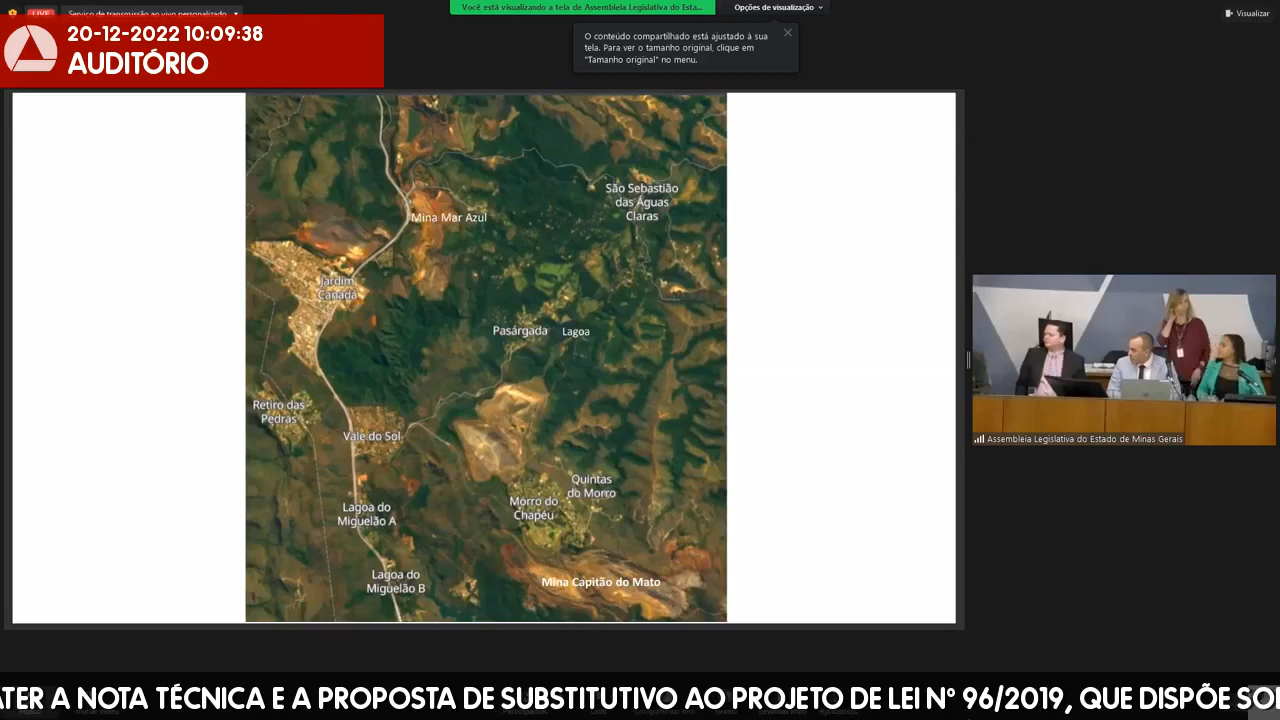 LIVE
Serviço de transmissão ao vivo personalizado
Você está visualizando a tela de Assembleia Legislativa do Esta...
Opções de visualização
Visualizar
20-12-2022 10:09:38
AUDITÓRIO
O conteúdo compartilhado está ajustado à sua
tela. Para ver o tamanho original, clique em
"Tamanho original" no menu.
São Sebastião
das Águas
Claras
Mina Mar Azul
Jardim
Canadá
Pasárgada
Lagoa
Retiro das
Pedras
Vale do Sol
Quintas
do Morro
Morro do
Chapéu
Lagoa do
Miguelão A
Lagoa do
Miguelão B
Mina Capitão do Mato
Assembleia Legislativa do Estado de Minas Gerais
ATER A NOTA TÉCNICA E A PROPOSTA DE SUBSTITUTIVO AO PROJETO DE LEI Nº 96/2019, QUE DISPÕE SO